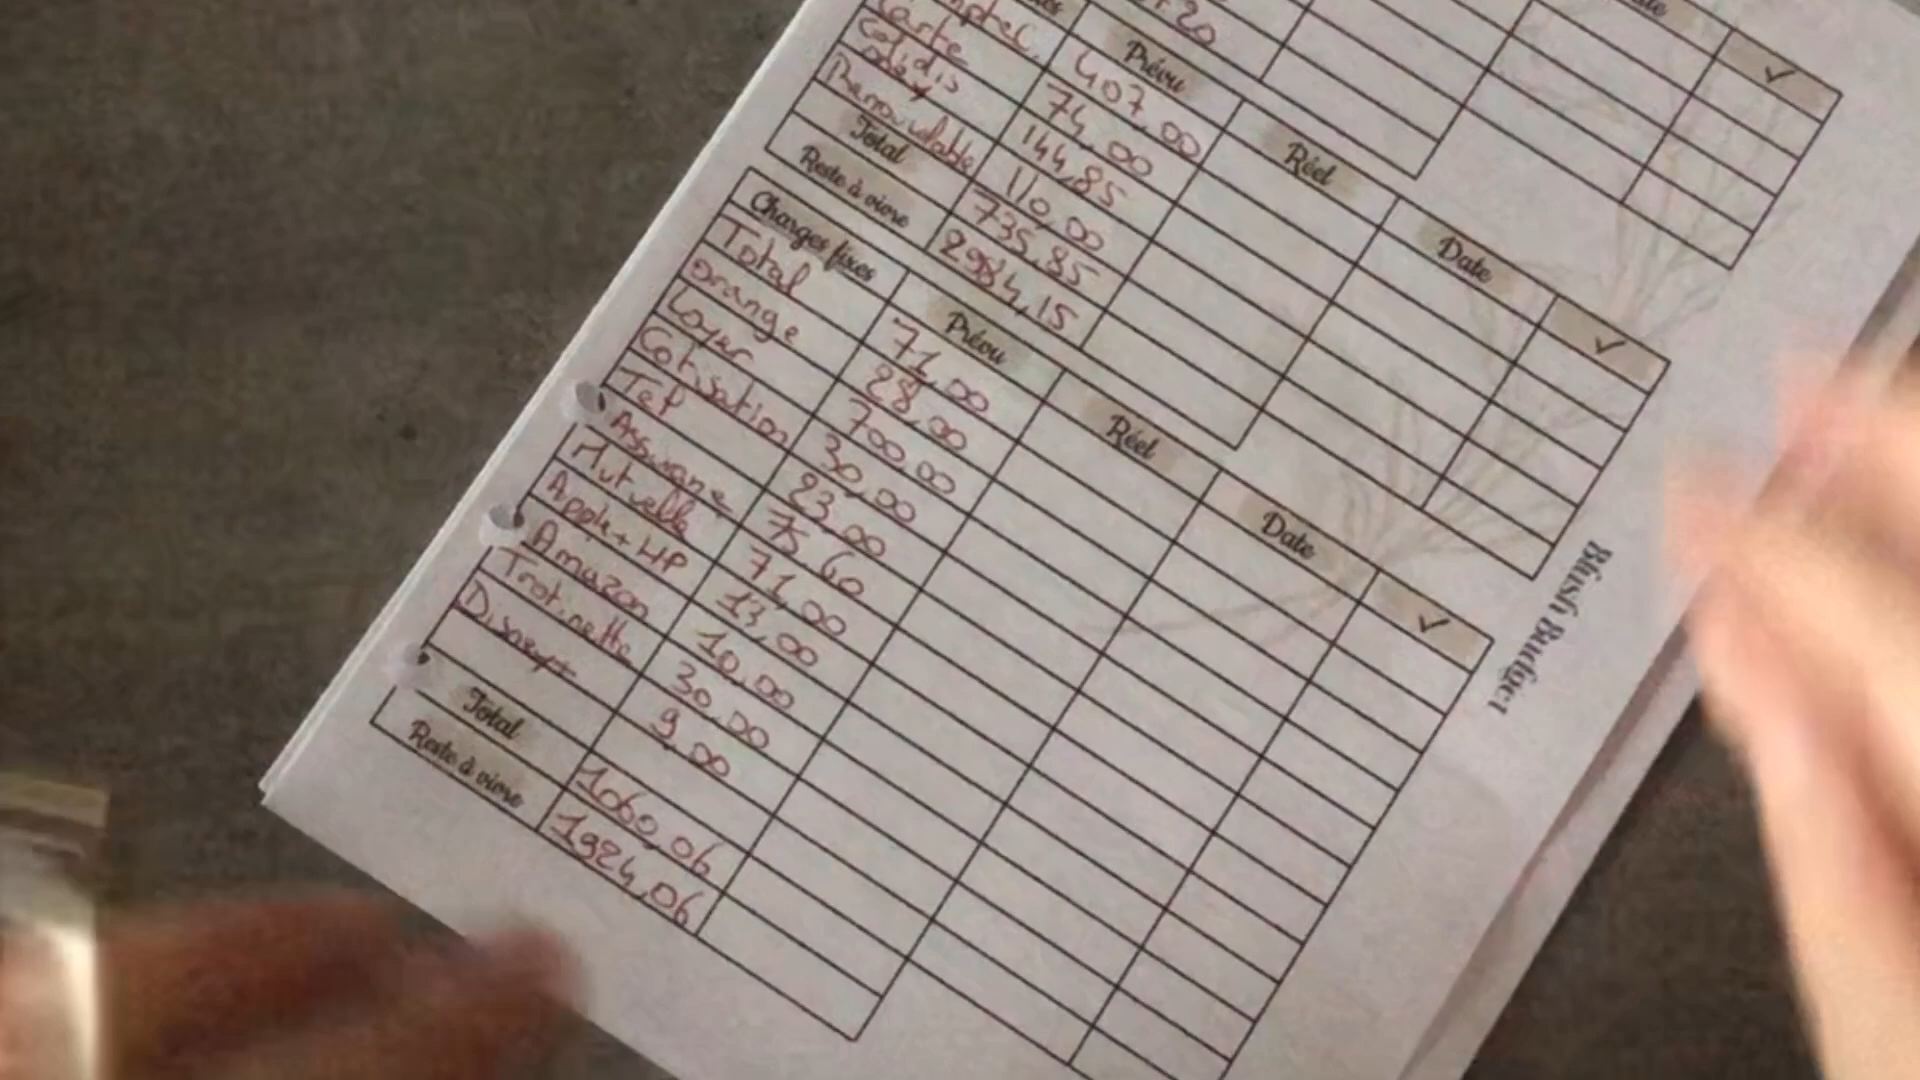 Prévu Réel Date ✓
Carte 407,00
Cofidis 74,00
144,85
Renouvelable 110,00
Total 735,85
Reste à vivre 2984,15
Charges fixes Prévu Réel Date ✓
Total 71,00
Orange 28,00
Loyer 700,00
Cotisation 30,00
Tel 23,00
Assurance 75,60
Mutuelle 71,00
Apple + HP 13,00
Amazon 10,00
Trotinette 30,00
Disney+ 9,00
Total 1060,06
Reste à vivre 1924,06
Blush Budget